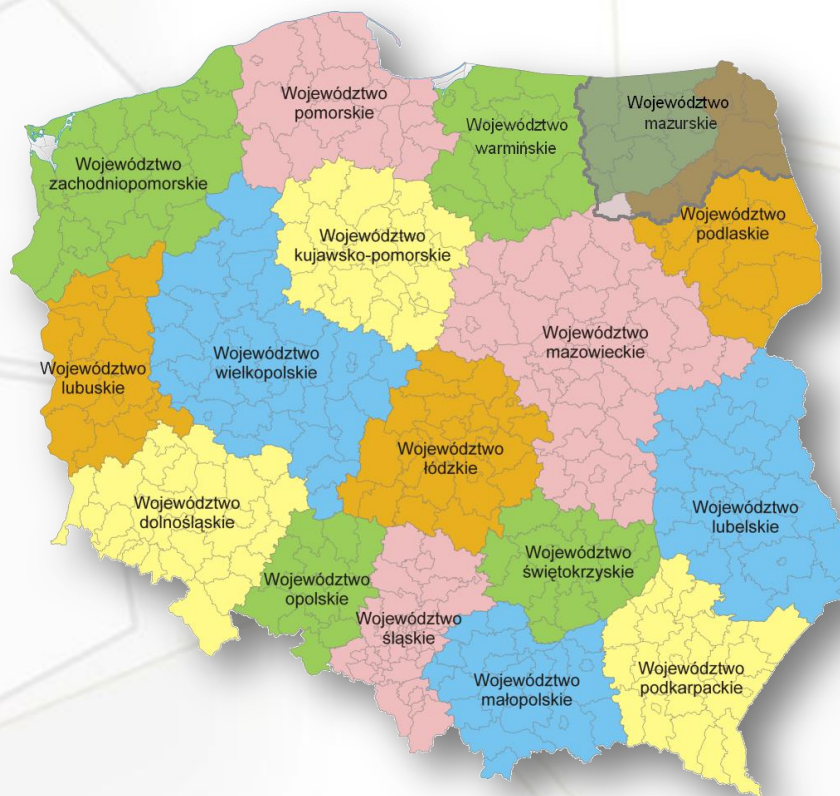 Województwo
pomorskie
Województwo
zachodniopomorskie
Województwo
warmińskie
Województwo
mazurskie
Województwo
podlaskie
Województwo
kujawsko-pomorskie
Województwo
mazowieckie
Województwo
wielkopolskie
Województwo
lubuskie
Województwo
łódzkie
Województwo
dolnośląskie
Województwo
lubelskie
Województwo
opolskie
Województwo
świętokrzyskie
Województwo
śląskie
Województwo
małopolskie
Województwo
podkarpackie